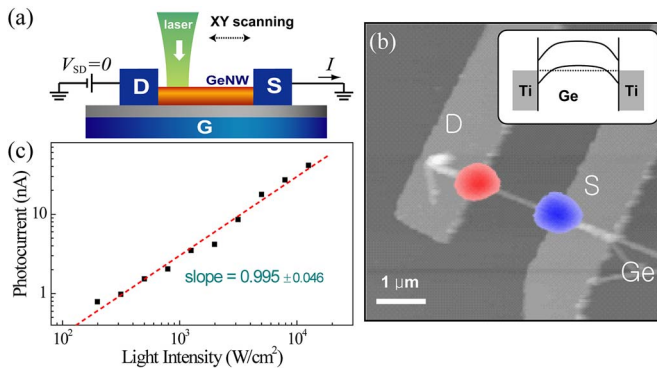 (a)
laser
XY scanning
V_SD=0
GeNW
I
D
S
G
(b)
Ti
Ge
Ti
D
S
Ge
1 μm
(c)
Photocurrent (nA)
10
1
slope = 0.995 ±0.046
10² 10³ 10⁴
Light Intensity (W/cm²)